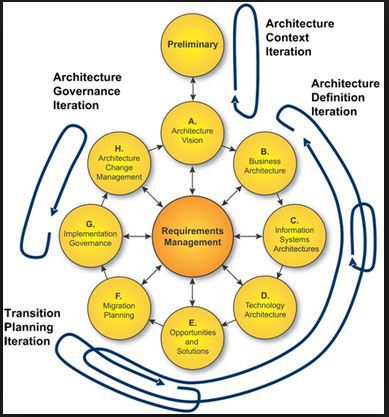 Preliminary
Architecture
Context
Iteration
Architecture
Governance
Iteration
Architecture
Definition
Iteration
A.
Architecture
Vision
H.
Architecture
Change
Management
B.
Business
Architecture
G.
Implementation
Governance
Requirements
Management
C.
Information
Systems
Architectures
F.
Migration
Planning
D.
Technology
Architecture
Transition
Planning
Iteration
E.
Opportunities
and
Solutions